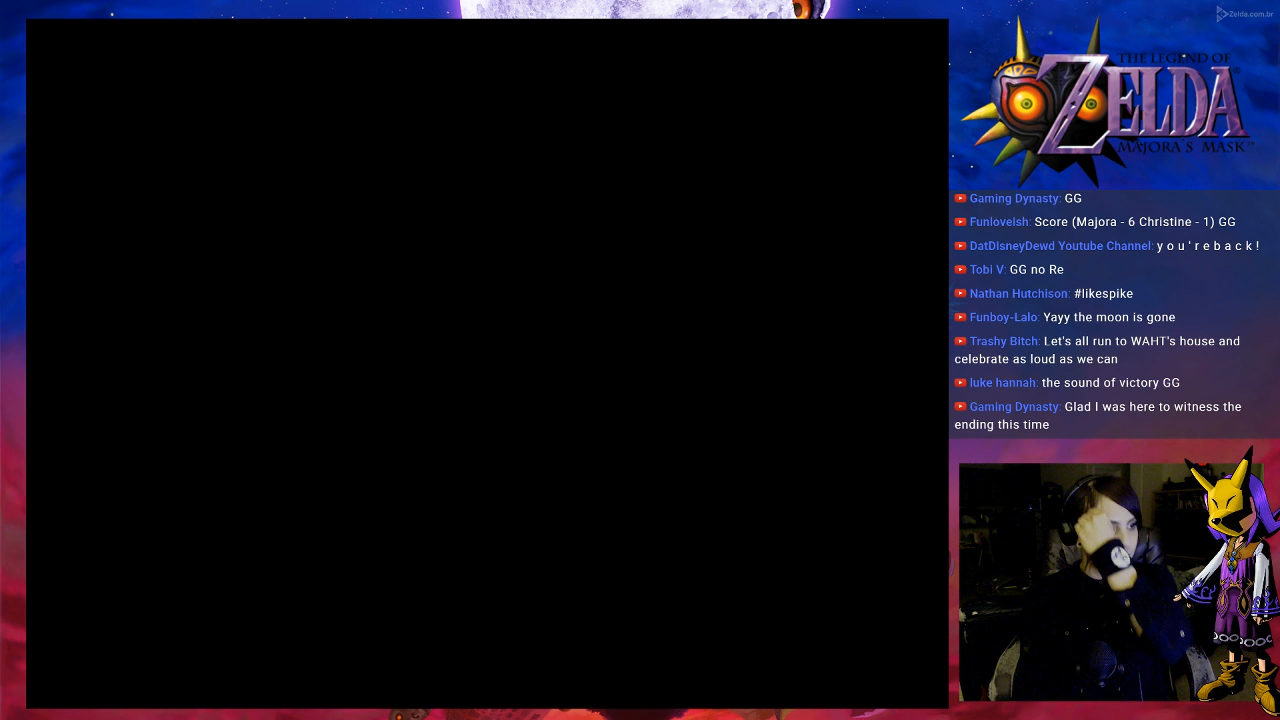 Zelda.com.br
THE LEGEND OF
ZELDA
MAJORA'S MASK
Gaming Dynasty: GG
Funloveish: Score (Majora - 6 Christine - 1) GG
DatDIsneyDewd Youtube Channel: y o u ' r e b a c k !
Tobi V: GG no Re
Nathan Hutchison: #likespike
Funboy-Lalo: Yayy the moon is gone
Trashy Bitch: Let's all run to WAHT's house and
celebrate as loud as we can
luke hannah: the sound of victory GG
Gaming Dynasty: Glad I was here to witness the
ending this time